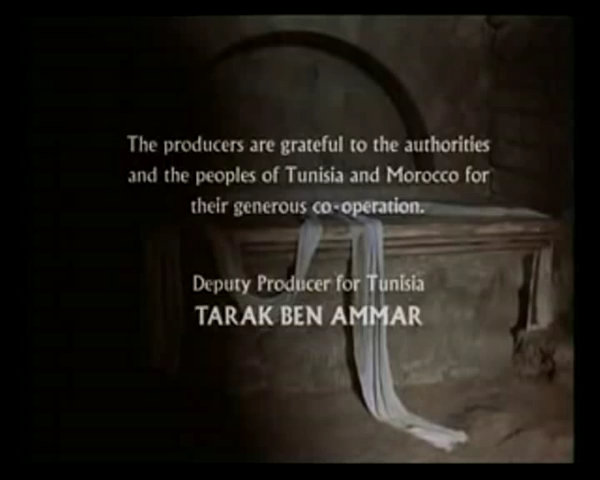 The producers are grateful to the authorities
and the peoples of Tunisia and Morocco for
their generous co-operation.
Deputy Producer for Tunisia
TARAK BEN AMMAR